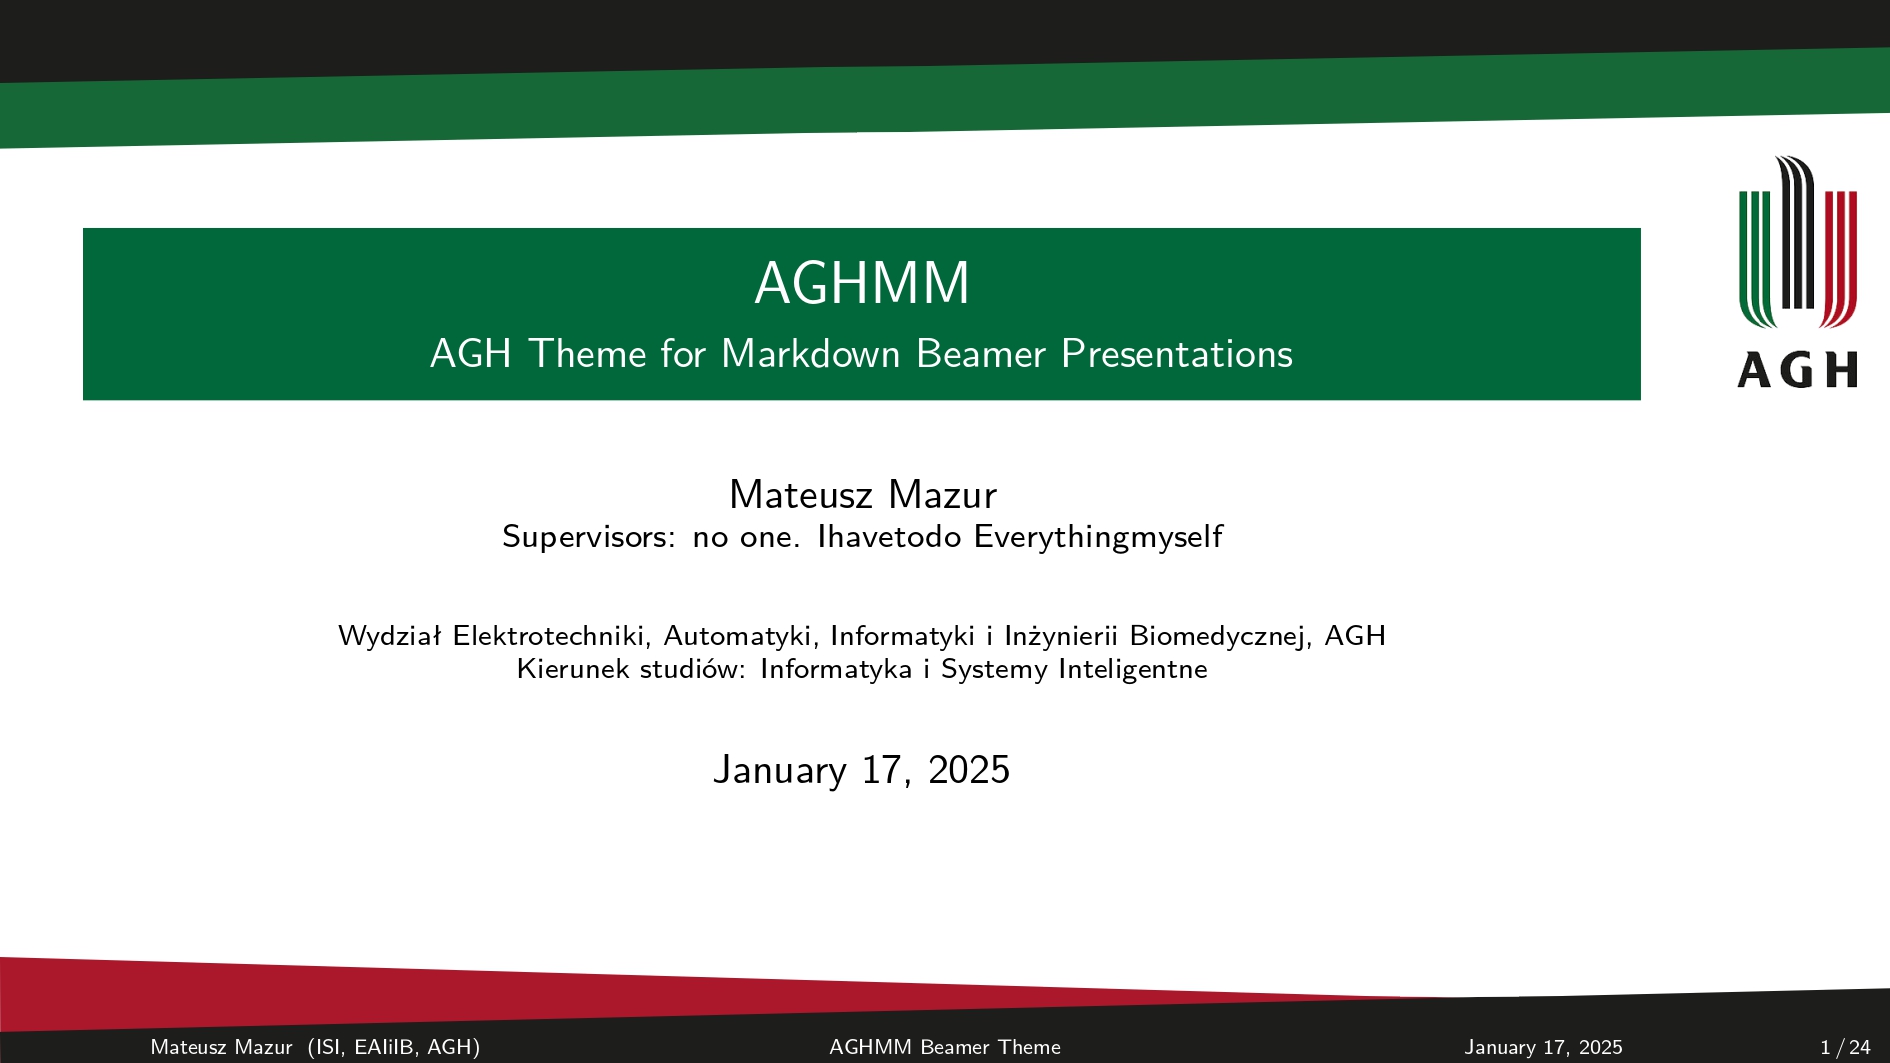 AGHMM
AGH Theme for Markdown Beamer Presentations
AGH
Mateusz Mazur
Supervisors: no one. Ihavetodo Everythingmyself
Wydział Elektrotechniki, Automatyki, Informatyki i Inżynierii Biomedycznej, AGH
Kierunek studiów: Informatyka i Systemy Inteligentne
January 17, 2025
Mateusz Mazur (ISI, EAIiIB, AGH)
AGHMM Beamer Theme
January 17, 2025
1 / 24